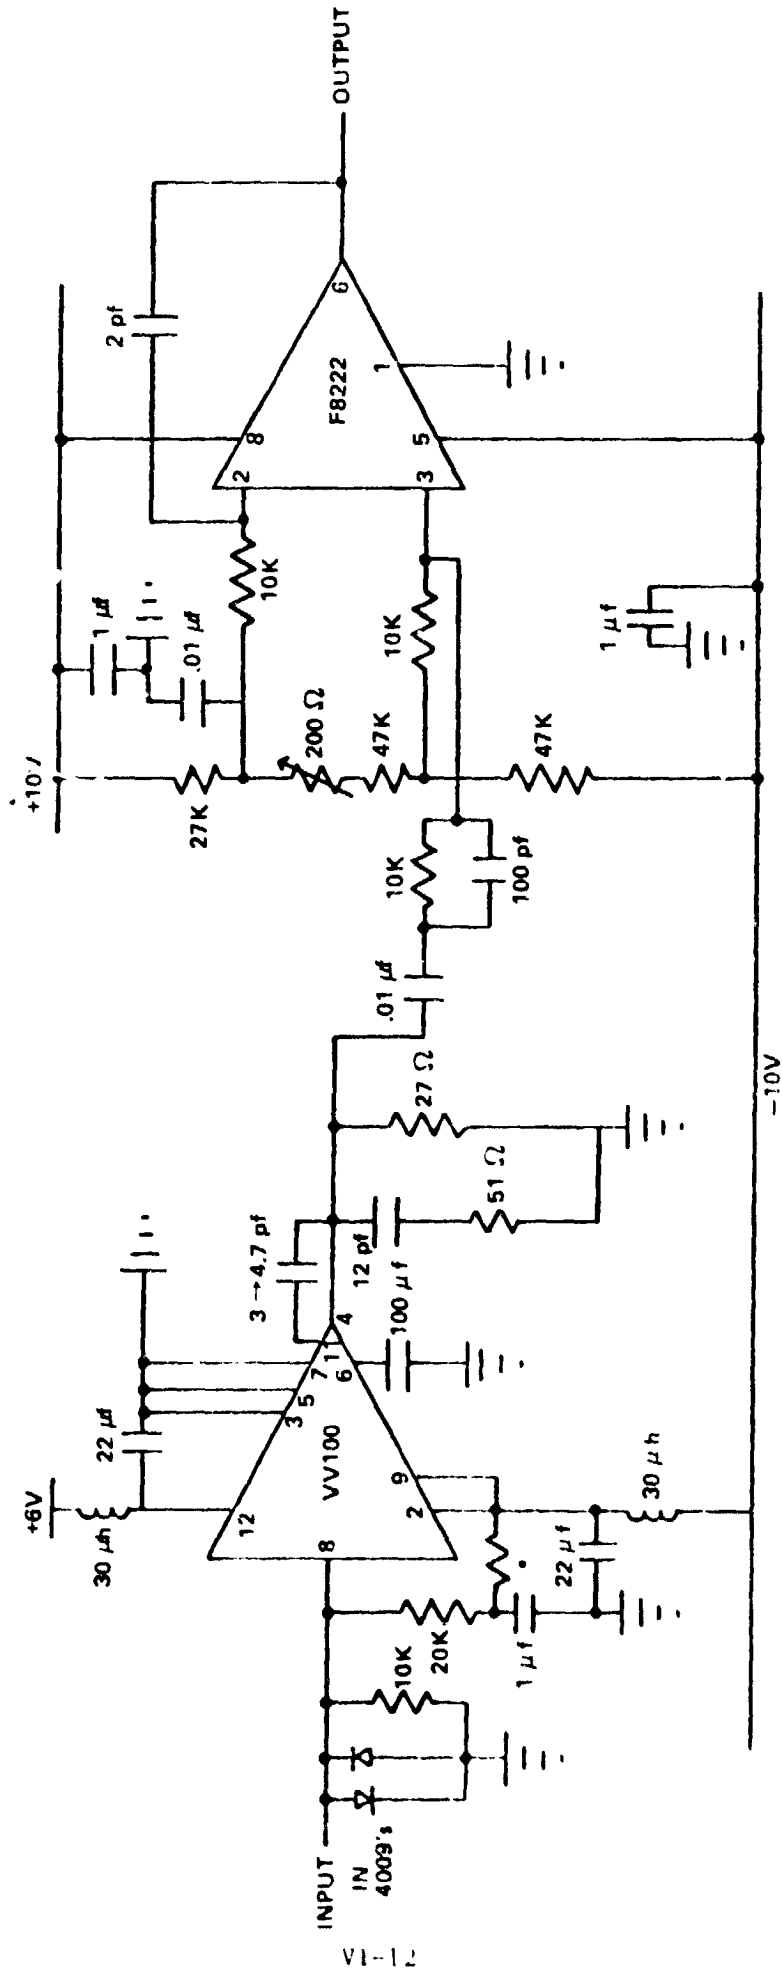 +6V
30 µh
22 µf
12
3
5
7
8
VV100
1
4
6
2
9
3→4.7 pf
12 pf
100 µf
51 Ω
27 Ω
INPUT
IN
4009's
10K
20K
1 µf
22 µf
30 µh
.01 µf
10K
100 pf
+10V
27K
200 Ω
47K
47K
1 µf
.01 µf
10K
10K
1 µf
2 pf
2
8
3
5
F8222
1
6
OUTPUT
−10V